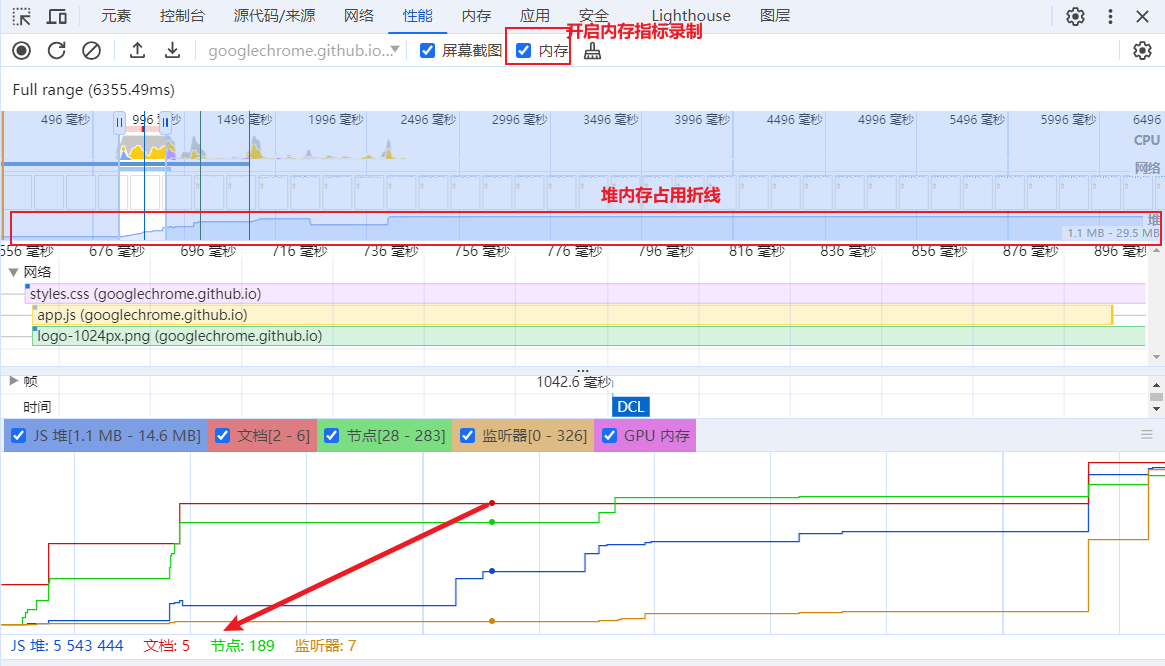 元素 控制台 源代码/来源 网络 性能 内存 应用 安全 Lighthouse 图层
开启内存指标录制
googlechrome.github.io... 屏幕截图 内存
Full range (6355.49ms)
496 毫秒 996 毫秒 1496 毫秒 1996 毫秒 2496 毫秒 2996 毫秒 3496 毫秒 3996 毫秒 4496 毫秒 4996 毫秒 5496 毫秒 5996 毫秒 6496
CPU
网络
堆内存占用折线
堆
1.1 MB - 29.5 MB
656 毫秒 676 毫秒 696 毫秒 716 毫秒 736 毫秒 756 毫秒 776 毫秒 796 毫秒 816 毫秒 836 毫秒 856 毫秒 876 毫秒 896 毫秒
网络
styles.css (googlechrome.github.io)
app.js (googlechrome.github.io)
logo-1024px.png (googlechrome.github.io)
帧 1042.6 毫秒
时间 DCL
JS 堆[1.1 MB - 14.6 MB] 文档[2 - 6] 节点[28 - 283] 监听器[0 - 326] GPU 内存
JS 堆: 5 543 444 文档: 5 节点: 189 监听器: 7